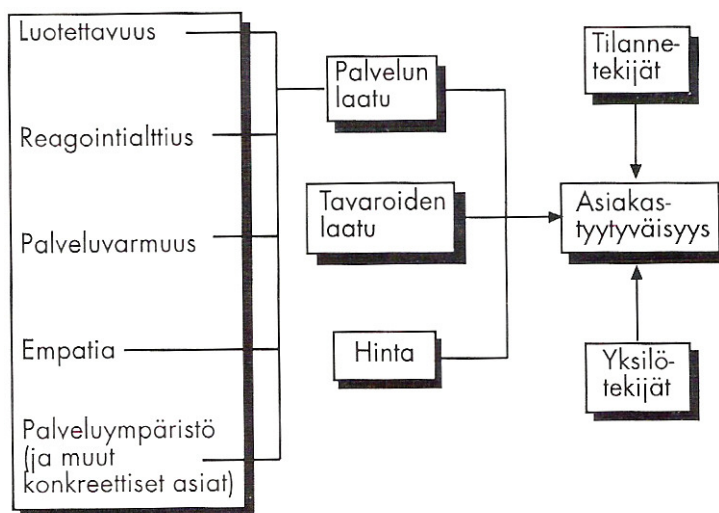 Luotettavuus
Reagointialttius
Palveluvarmuus
Empatia
Palveluympäristö
(ja muut
konkreettiset asiat)
Palvelun
laatu
Tavaroiden
laatu
Hinta
Tilanne-
tekijät
Asiakas-
tyytyväisyys
Yksilö-
tekijät